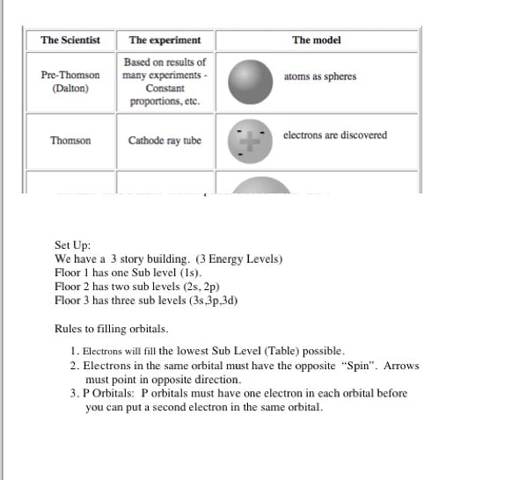 The Scientist The experiment The model
Pre-Thomson
(Dalton)
Based on results of
many experiments -
Constant
proportions, etc.
atoms as spheres
Thomson
Cathode ray tube
electrons are discovered
Set Up:
We have a 3 story building. (3 Energy Levels)
Floor 1 has one Sub level (1s).
Floor 2 has two sub levels (2s, 2p)
Floor 3 has three sub levels (3s,3p,3d)
Rules to filling orbitals.
1. Electrons will fill the lowest Sub Level (Table) possible.
2. Electrons in the same orbital must have the opposite “Spin”. Arrows
must point in opposite direction.
3. P Orbitals: P orbitals must have one electron in each orbital before
you can put a second electron in the same orbital.